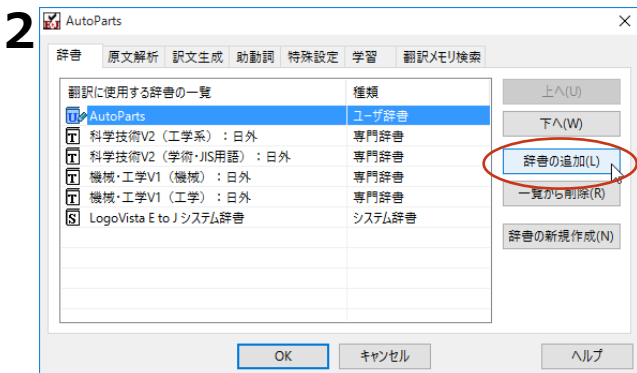 2
AutoParts
辞書 原文解析 訳文生成 助動詞 特殊設定 学習 翻訳メモリ検索
翻訳に使用する辞書の一覧 種類
AutoParts ユーザ辞書
科学技術V2（工学系）：日外 専門辞書
科学技術V2（学術・JIS用語）：日外 専門辞書
機械・工学V1（機械）：日外 専門辞書
機械・工学V1（工学）：日外 専門辞書
LogoVista E to J システム辞書 システム辞書
上へ(U)
下へ(W)
辞書の追加(L)
一覧から削除(R)
辞書の新規作成(N)
OK キャンセル ヘルプ